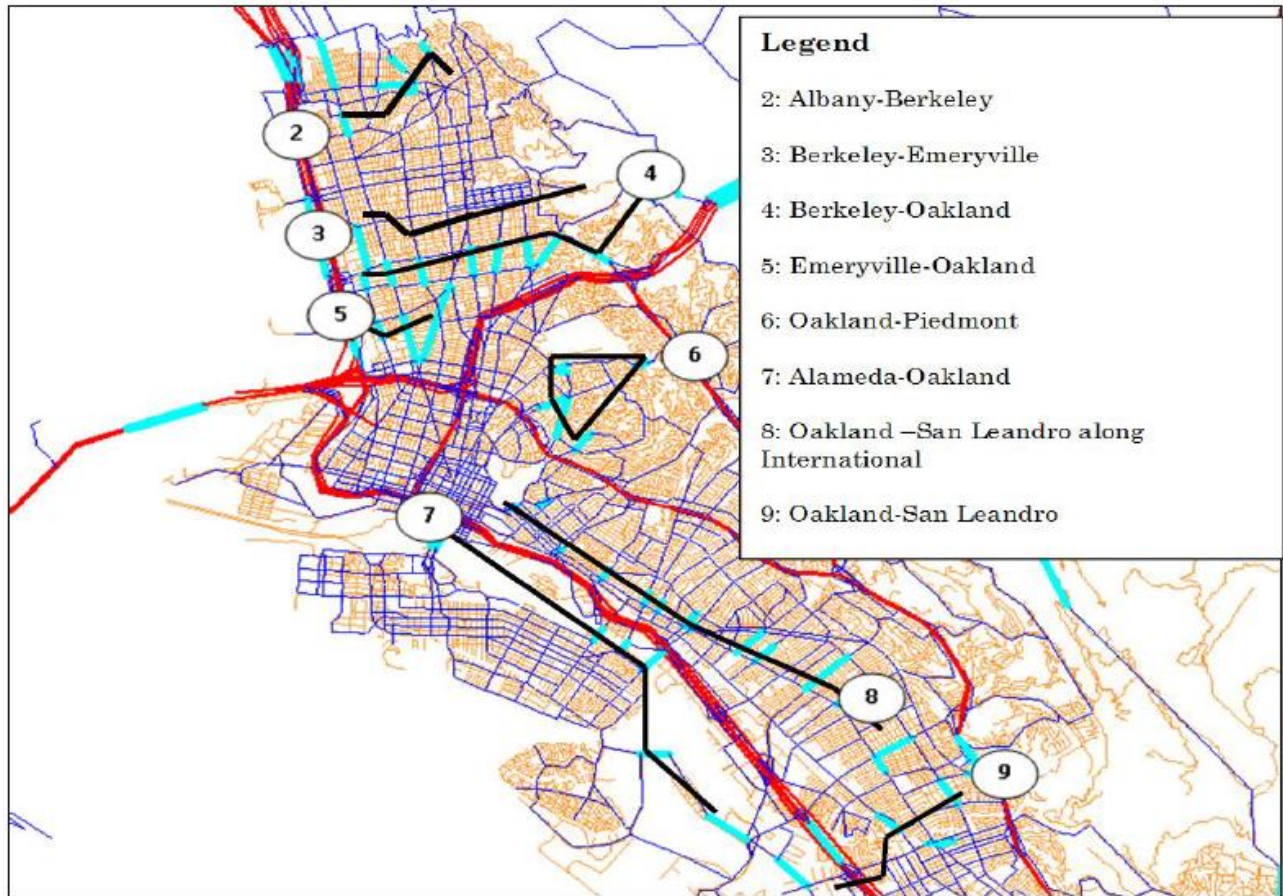 Legend
2: Albany-Berkeley
3: Berkeley-Emeryville
4: Berkeley-Oakland
5: Emeryville-Oakland
6: Oakland-Piedmont
7: Alameda-Oakland
8: Oakland –San Leandro along
International
9: Oakland-San Leandro
2
4
3
5
6
7
8
9